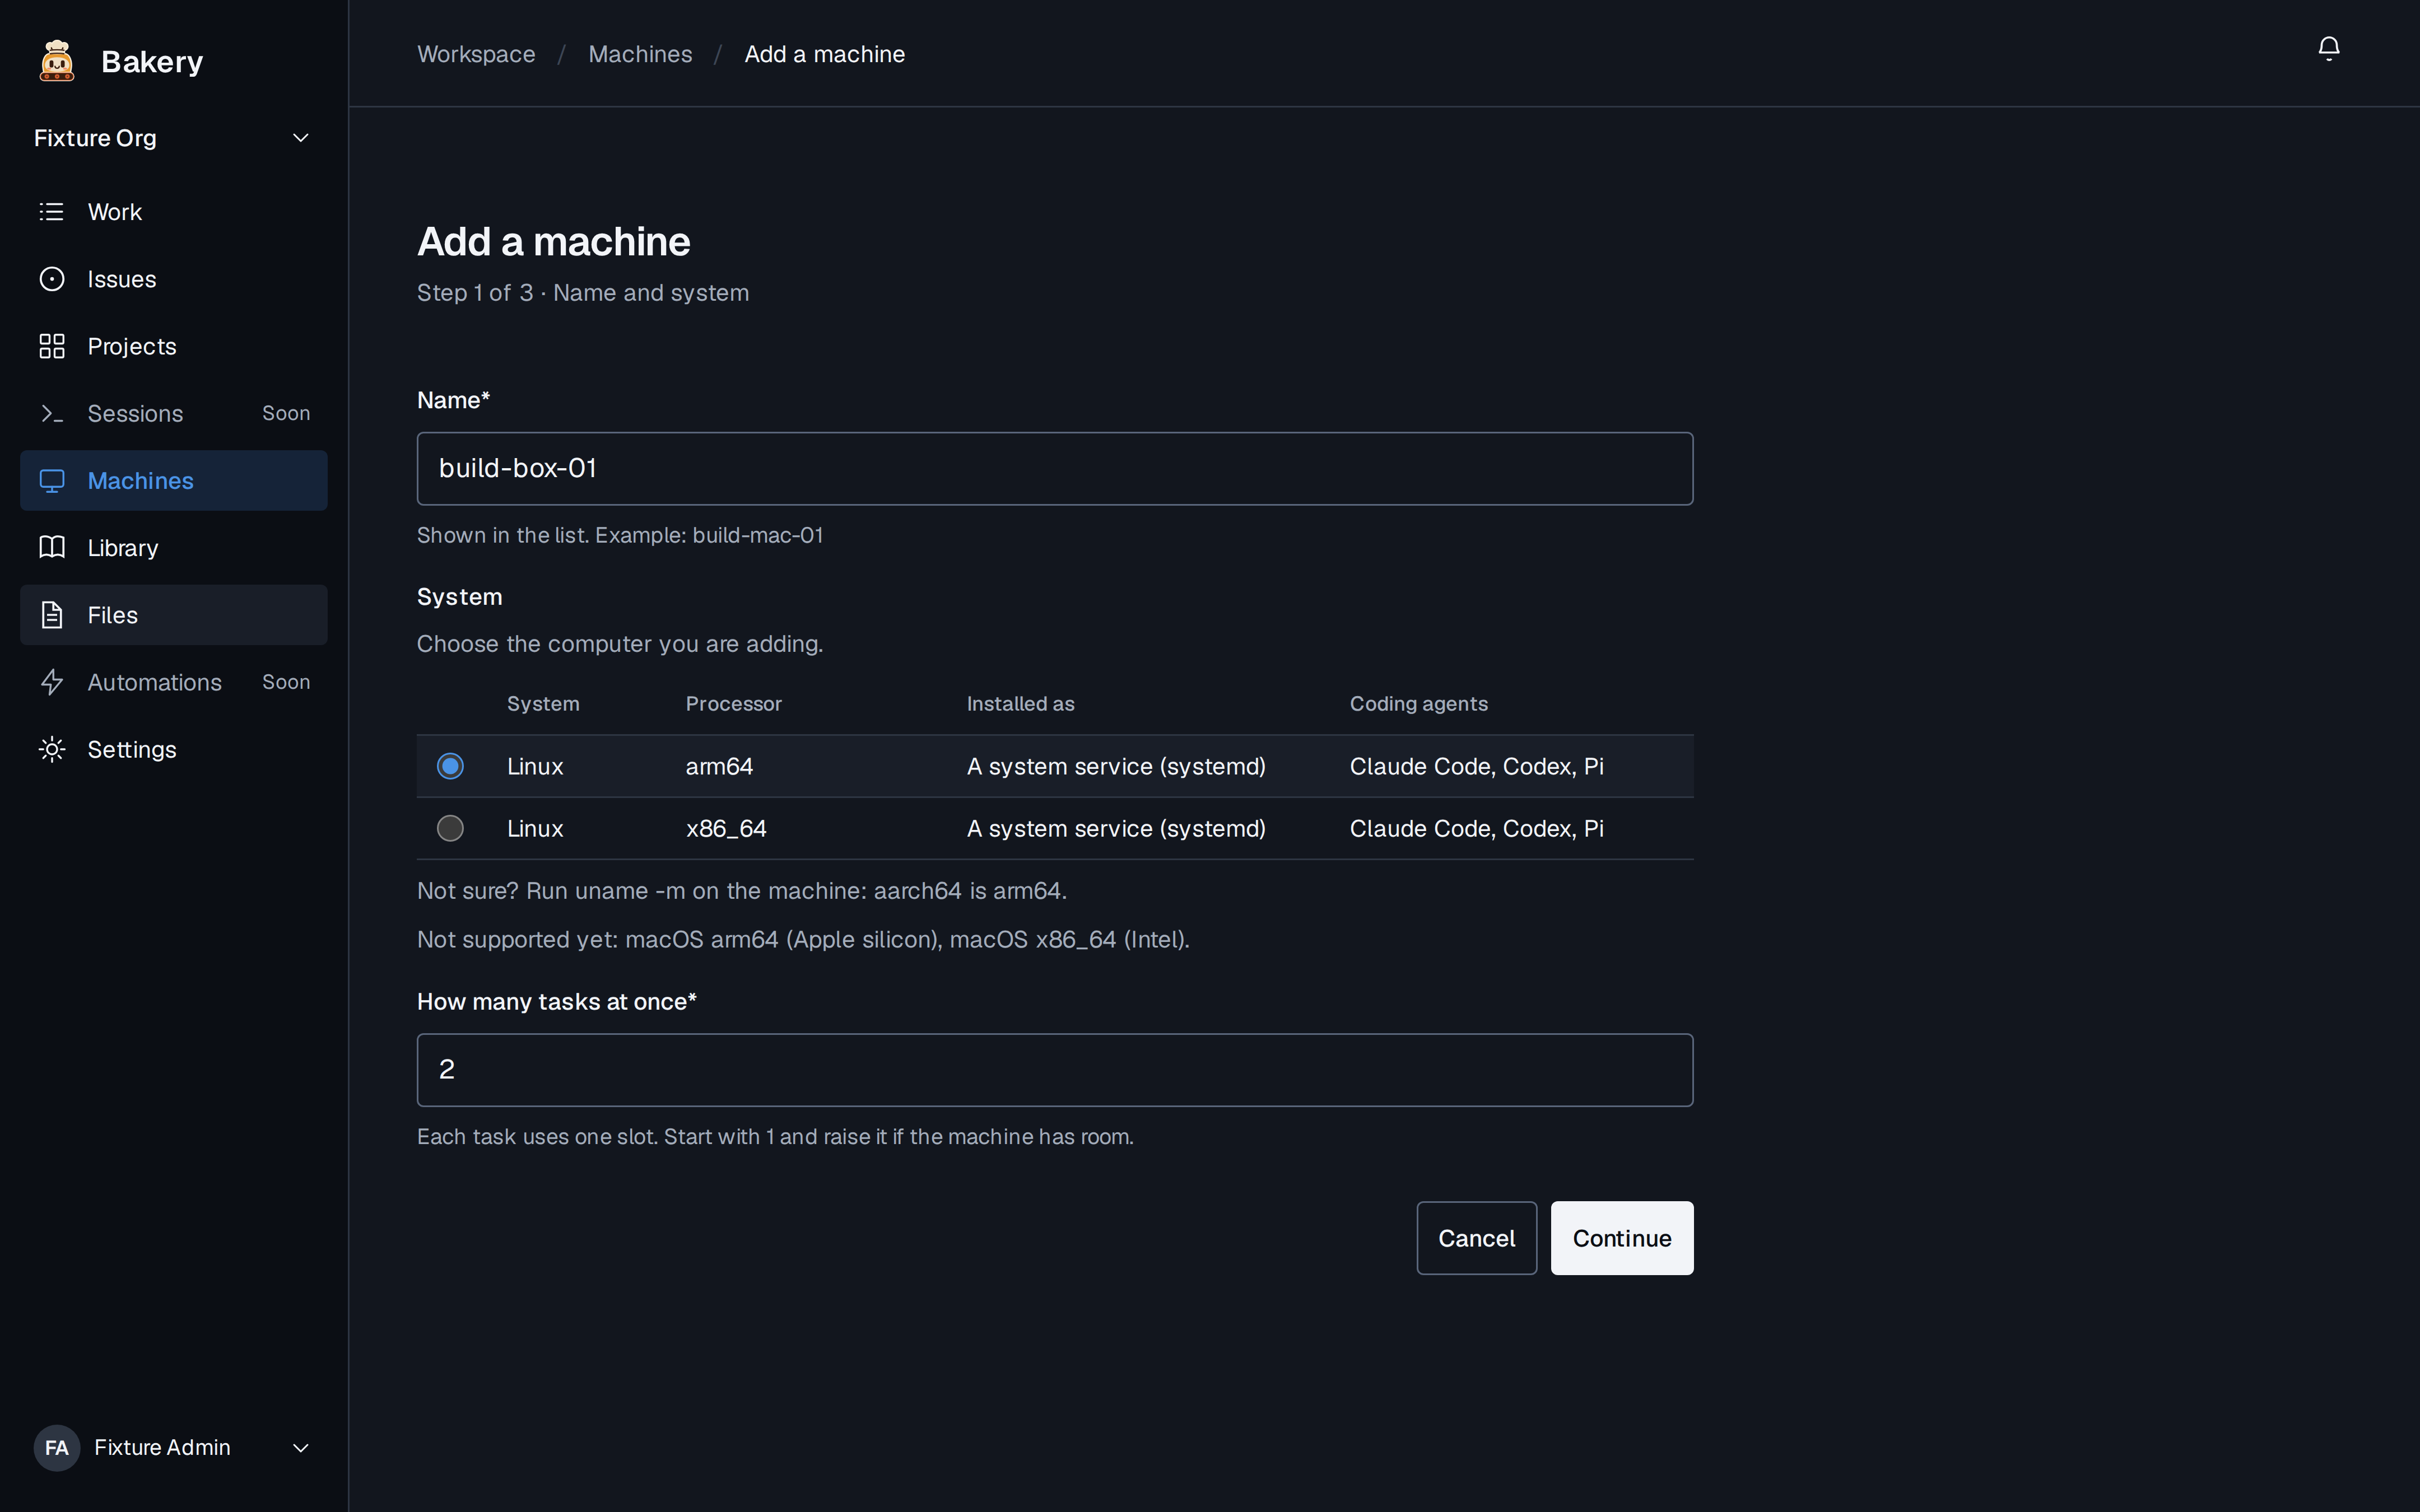 Bakery
Fixture Org
Work
Issues
Projects
Sessions Soon
Machines
Library
Files
Automations Soon
Settings
FA Fixture Admin
Workspace / Machines / Add a machine
Add a machine
Step 1 of 3 · Name and system
Name*
build-box-01
Shown in the list. Example: build-mac-01
System
Choose the computer you are adding.
System Processor Installed as Coding agents
Linux arm64 A system service (systemd) Claude Code, Codex, Pi
Linux x86_64 A system service (systemd) Claude Code, Codex, Pi
Not sure? Run uname -m on the machine: aarch64 is arm64.
Not supported yet: macOS arm64 (Apple silicon), macOS x86_64 (Intel).
How many tasks at once*
2
Each task uses one slot. Start with 1 and raise it if the machine has room.
Cancel Continue